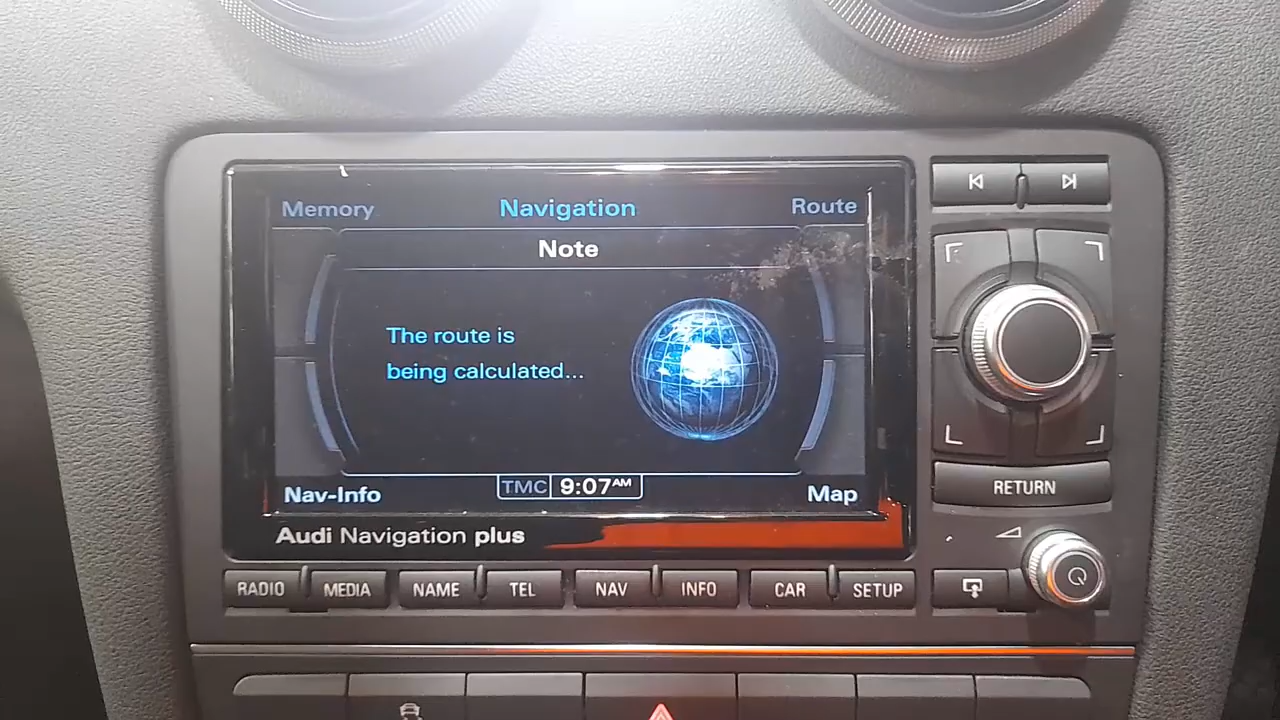 Memory Navigation Route
Note
The route is
being calculated...
Nav-Info TMC 9:07AM Map
Audi Navigation plus
RETURN
RADIO MEDIA NAME TEL NAV INFO CAR SETUP